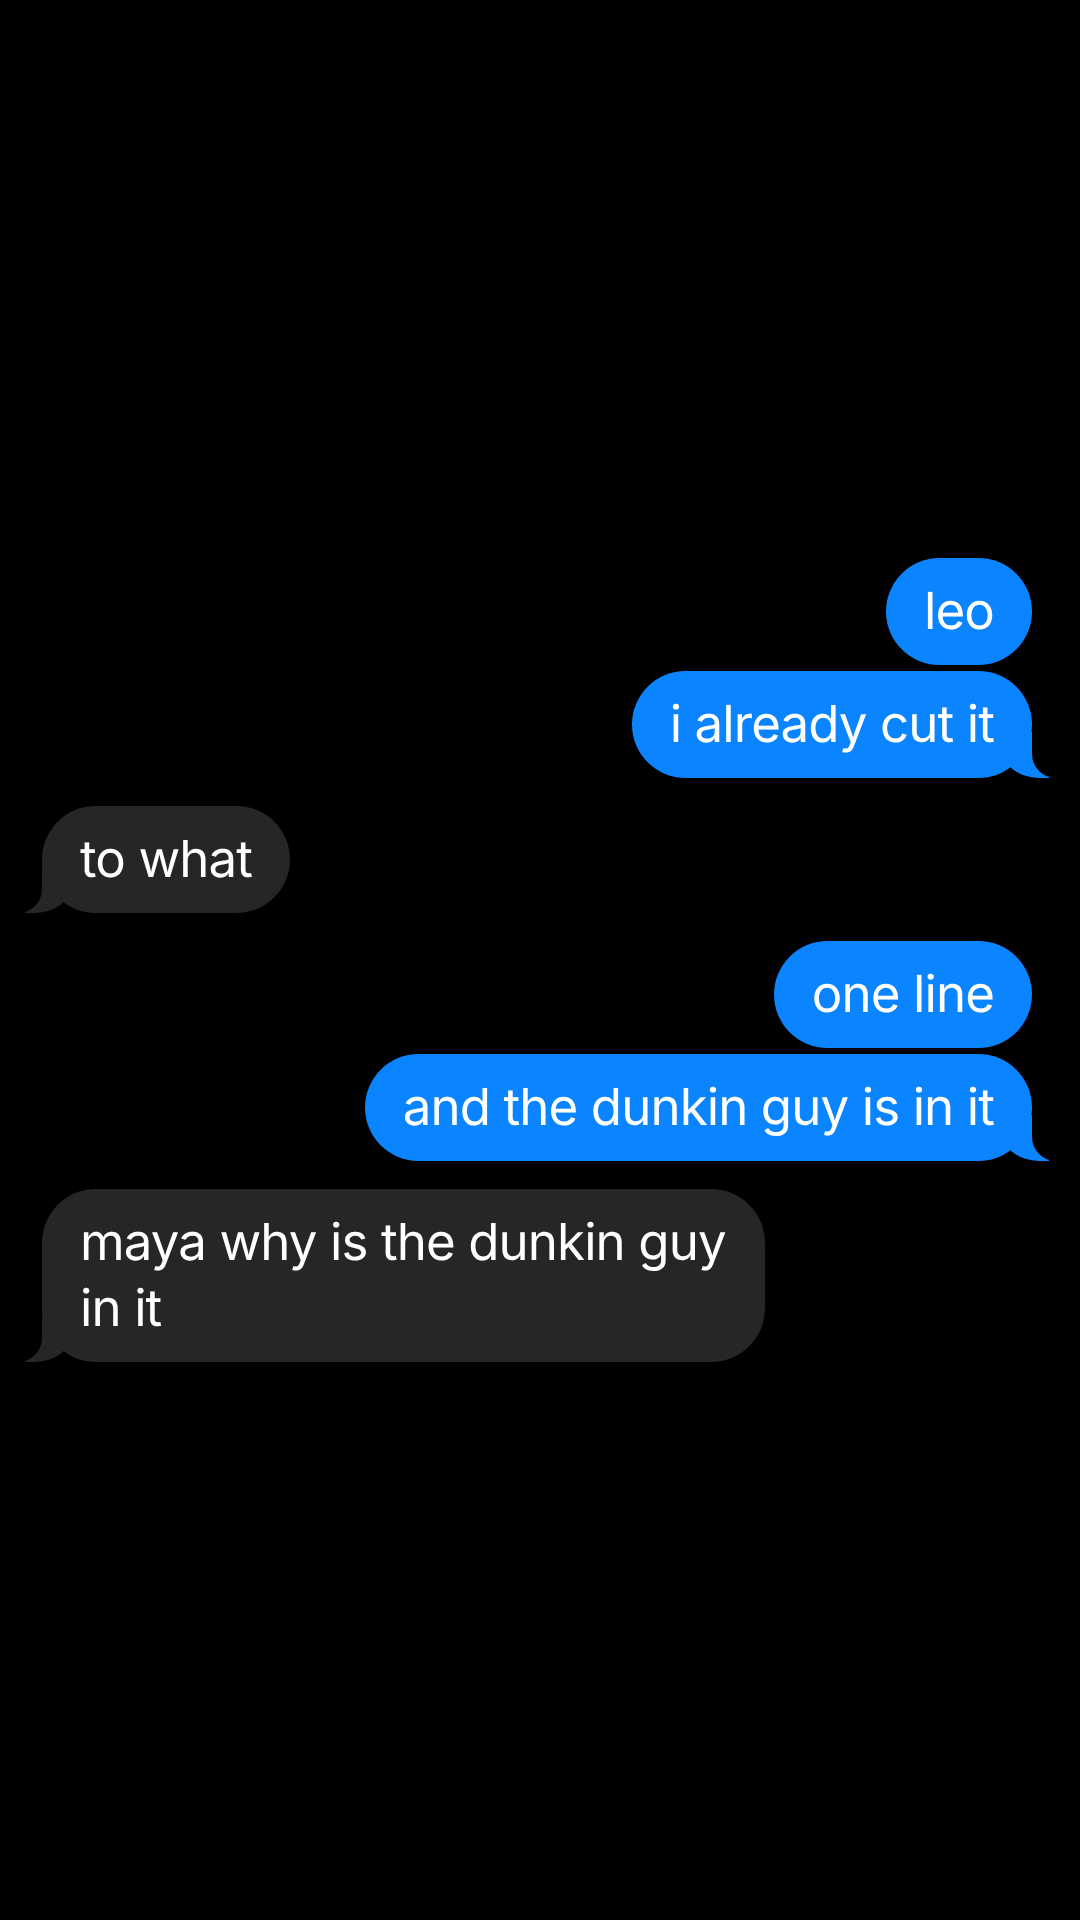 leo
i already cut it
to what
one line
and the dunkin guy is in it
maya why is the dunkin guy
in it